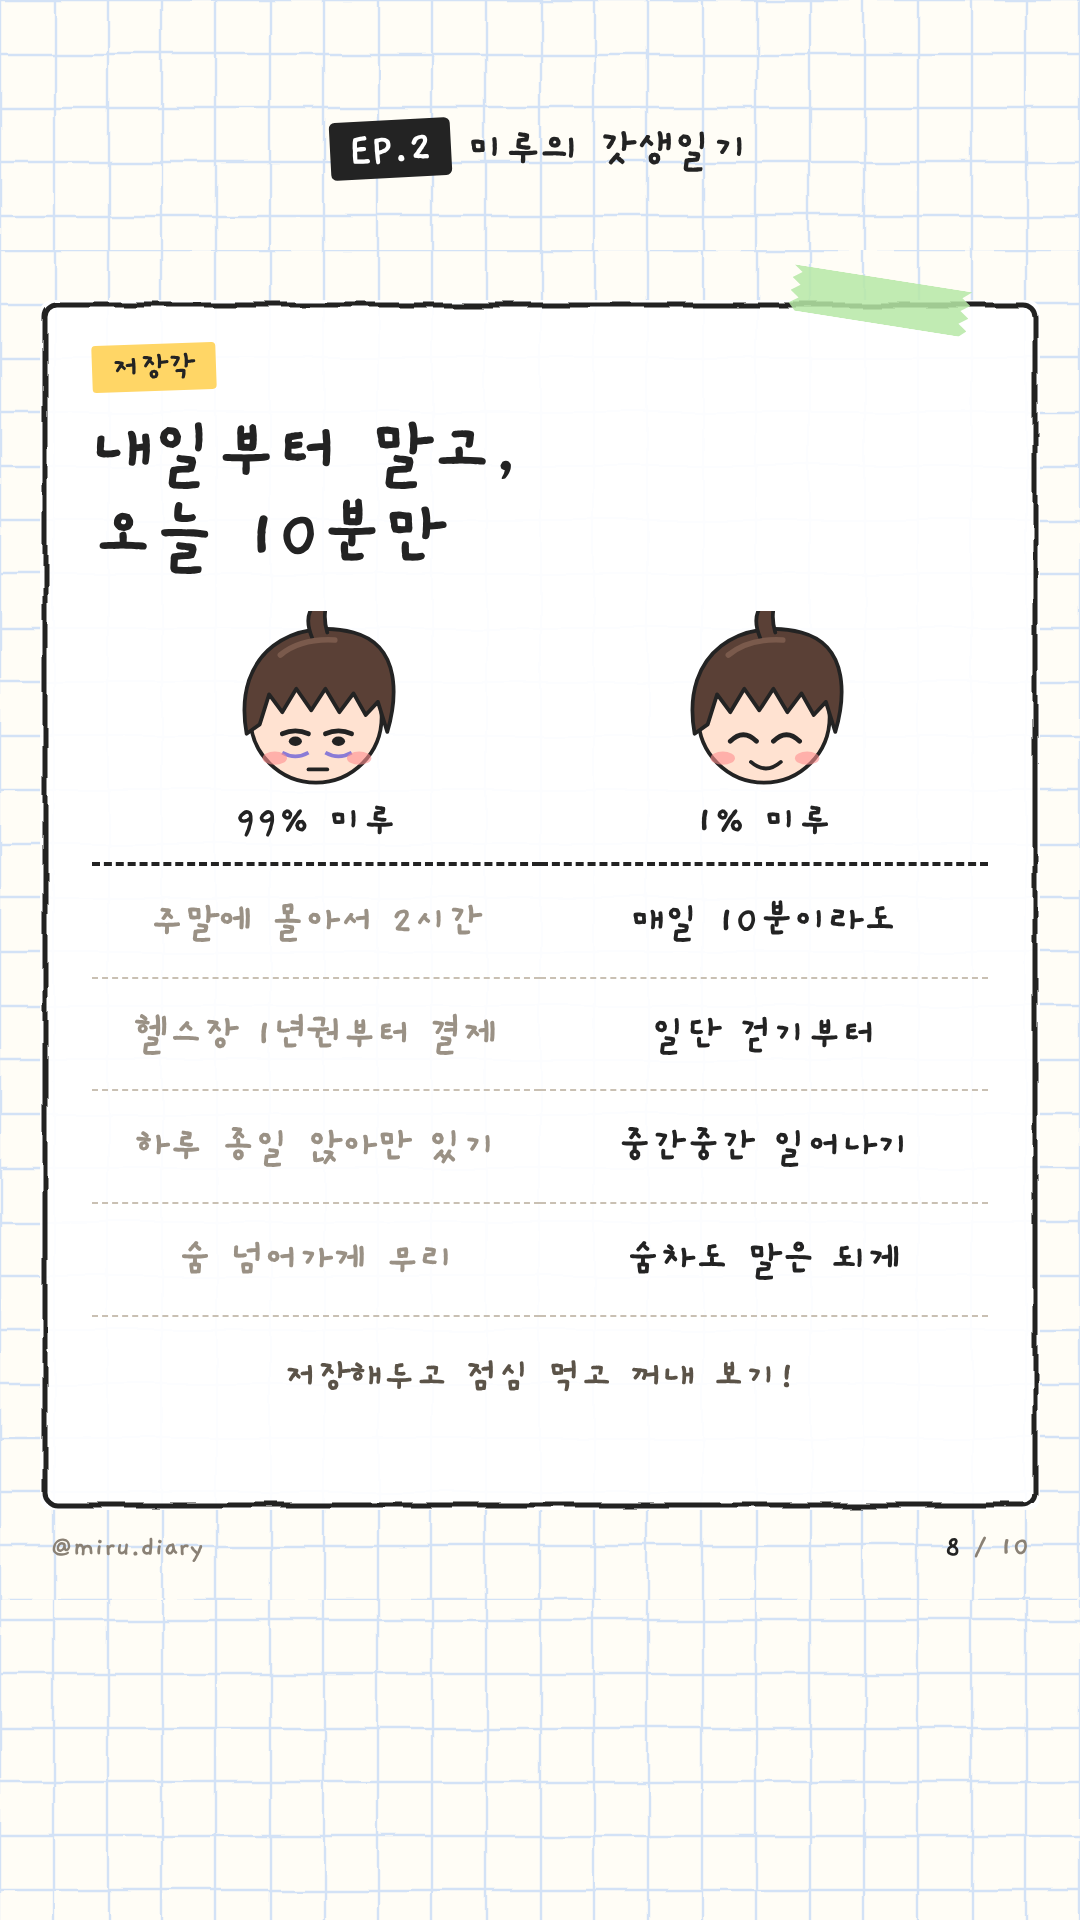 EP.2 미루의 갓생일기
저장각
내일부터 말고,
오늘 10분만
99% 미루
1% 미루
주말에 몰아서 2시간
매일 10분이라도
헬스장 1년권부터 결제
일단 걷기부터
하루 종일 앉아만 있기
중간중간 일어나기
숨 넘어가게 무리
숨차도 말은 되게
저장해두고 점심 먹고 꺼내 보기!
@miru.diary
8 / 10